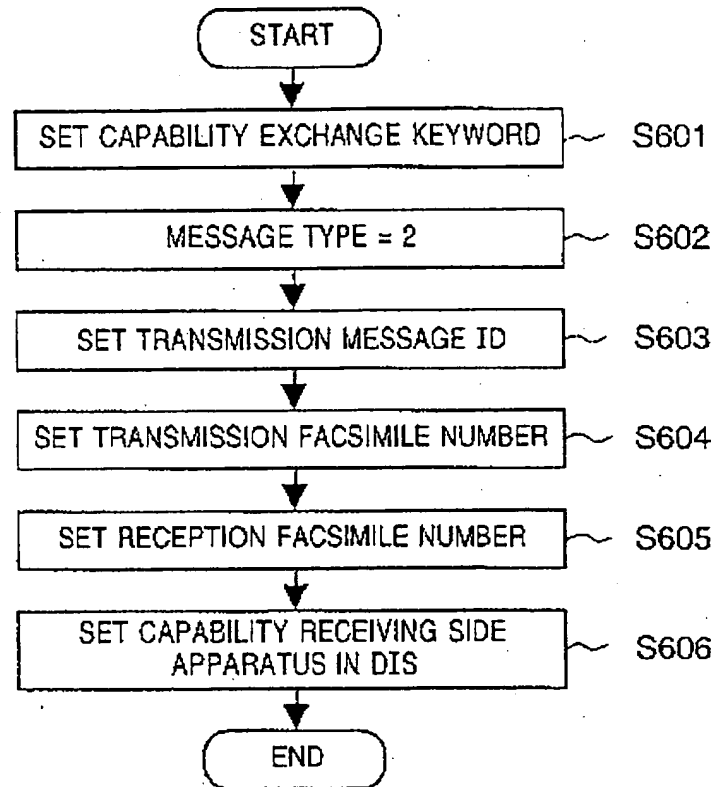 START
SET CAPABILITY EXCHANGE KEYWORD S601
MESSAGE TYPE = 2 S602
SET TRANSMISSION MESSAGE ID S603
SET TRANSMISSION FACSIMILE NUMBER S604
SET RECEPTION FACSIMILE NUMBER S605
SET CAPABILITY RECEIVING SIDE
APPARATUS IN DIS S606
END